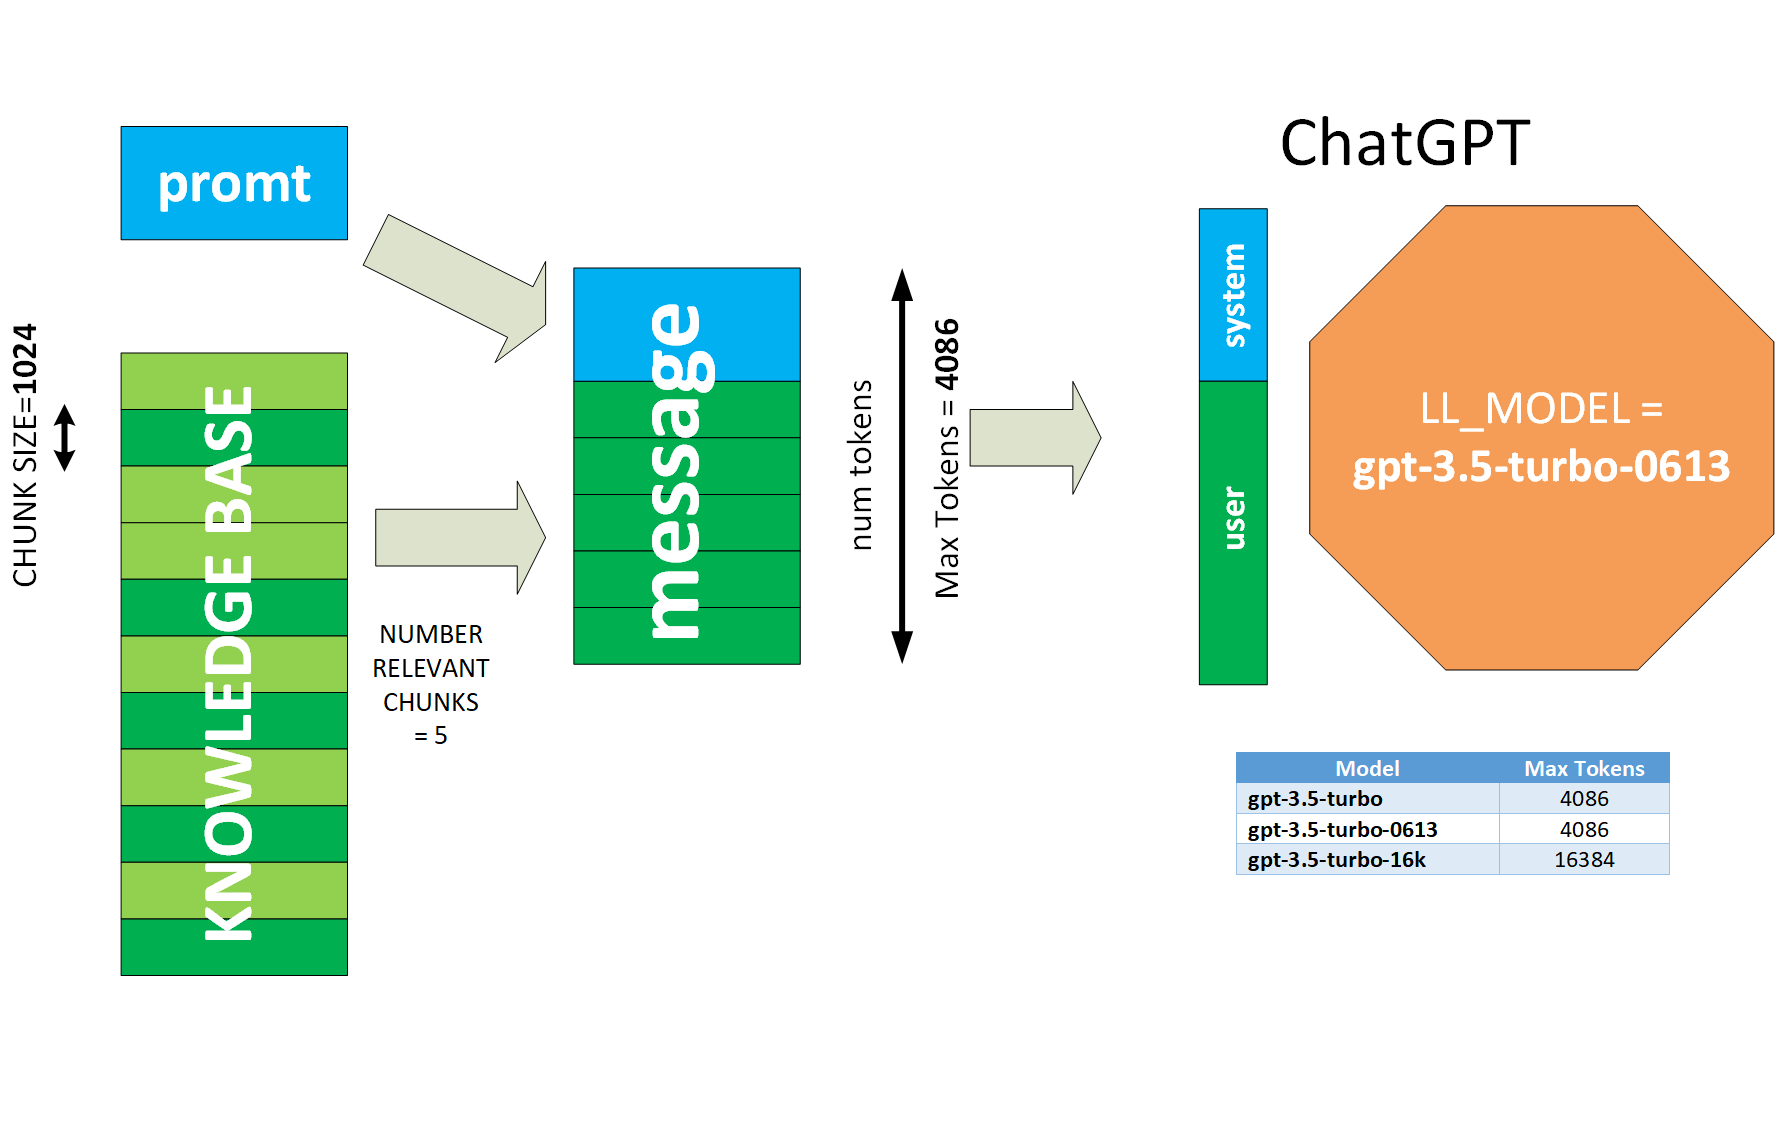 promt
CHUNK SIZE=1024
KNOWLEDGE BASE
NUMBER
RELEVANT
CHUNKS
= 5
message
num tokens
Max Tokens = 4086
ChatGPT
system
user
LL_MODEL =
gpt-3.5-turbo-0613
Model Max Tokens
gpt-3.5-turbo 4086
gpt-3.5-turbo-0613 4086
gpt-3.5-turbo-16k 16384